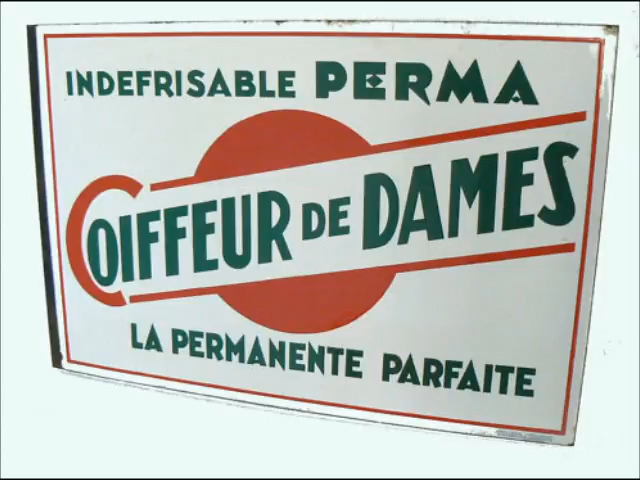 INDEFRISABLE PERMA
COIFFEUR DE DAMES
LA PERMANENTE PARFAITE